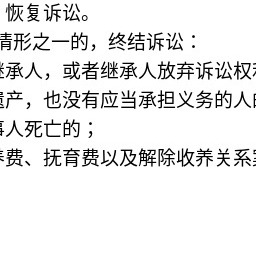 恢复诉讼。
情形之一的，终结诉讼：
继承人，或者继承人放弃诉讼权利
遗产，也没有应当承担义务的人的
事人死亡的；
养费、抚育费以及解除收养关系案